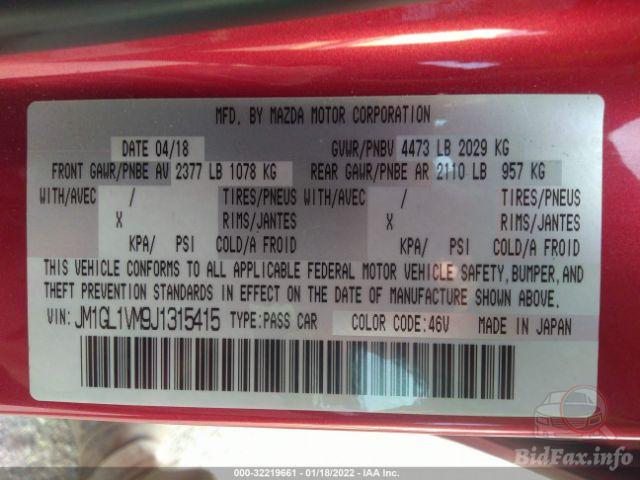 MFD. BY MAZDA MOTOR CORPORATION
DATE 04/18 GVWR/PNBV 4473 LB 2029 KG
FRONT GAWR/PNBE AV 2377 LB 1078 KG REAR GAWR/PNBE AR 2110 LB 957 KG
WITH/AVEC / TIRES/PNEUS WITH/AVEC / TIRES/PNEUS
X RIMS/JANTES X RIMS/JANTES
KPA/ PSI COLD/A FROID KPA/ PSI COLD/A FROID
THIS VEHICLE CONFORMS TO ALL APPLICABLE FEDERAL MOTOR VEHICLE SAFETY, BUMPER, AND
THEFT PREVENTION STANDARDS IN EFFECT ON THE DATE OF MANUFACTURE SHOWN ABOVE.
VIN: JM1GL1VM9J1315415 TYPE:PASS CAR COLOR CODE:46V MADE IN JAPAN
BidFax.info
000-32219661 - 01/18/2022 - IAA Inc.